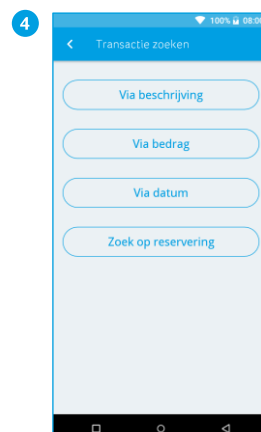 4
100% 08:00
Transactie zoeken
Via beschrijving
Via bedrag
Via datum
Zoek op reservering